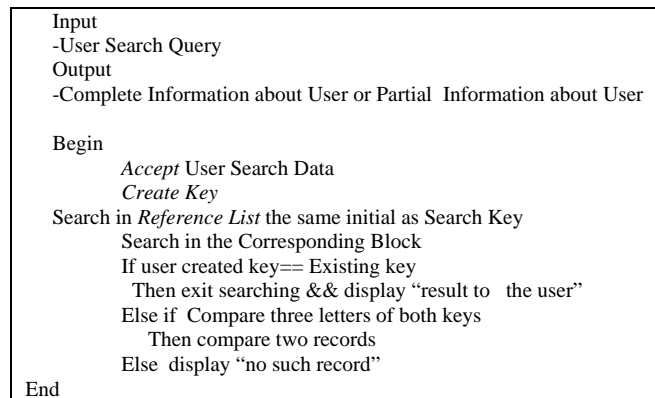 Input
-User Search Query
Output
-Complete Information about User or Partial Information about User
Begin
Accept User Search Data
Create Key
Search in Reference List the same initial as Search Key
Search in the Corresponding Block
If user created key== Existing key
Then exit searching && display “result to the user”
Else if Compare three letters of both keys
Then compare two records
Else display “no such record”
End